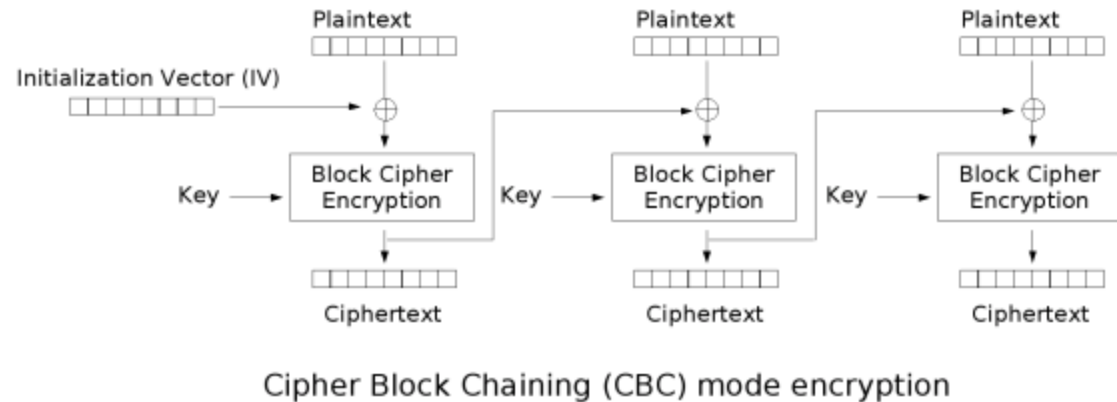 Plaintext
Plaintext
Plaintext
Initialization Vector (IV)
Key
Block Cipher
Encryption
Key
Block Cipher
Encryption
Key
Block Cipher
Encryption
Ciphertext
Ciphertext
Ciphertext
Cipher Block Chaining (CBC) mode encryption